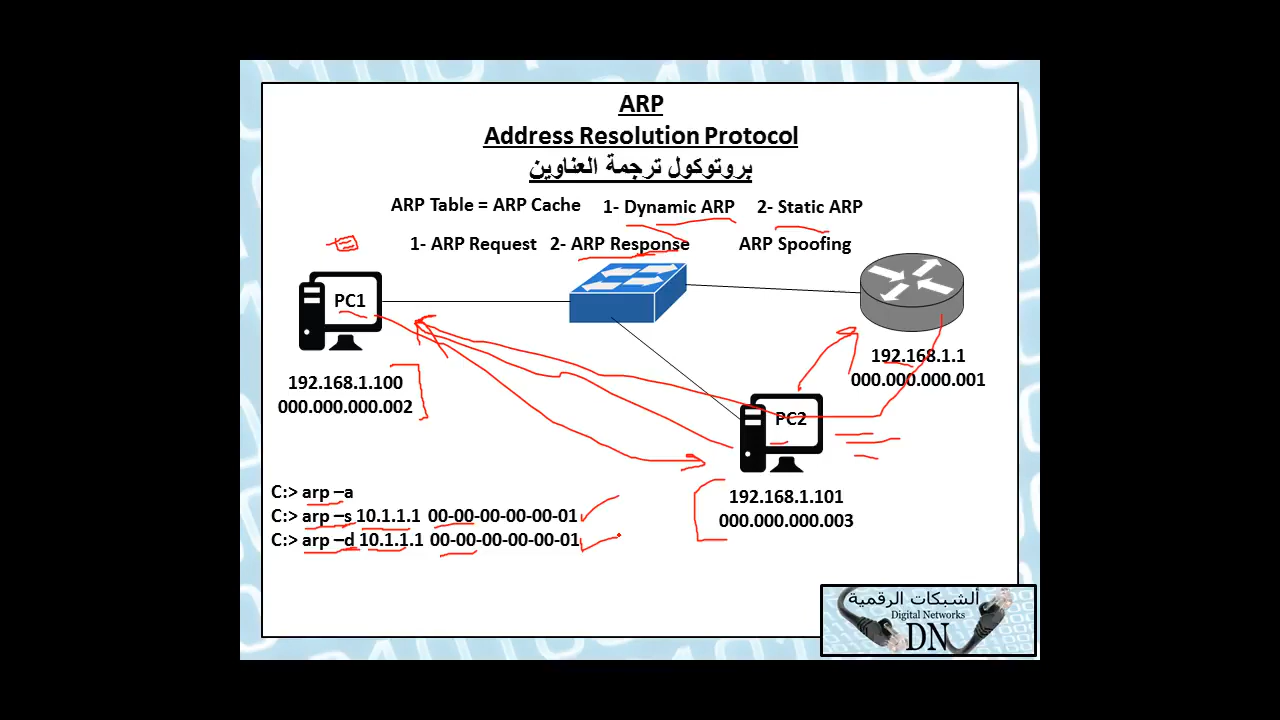 ARP
Address Resolution Protocol
بروتوكول ترجمة العناوين
ARP Table = ARP Cache 1- Dynamic ARP 2- Static ARP
1- ARP Request 2- ARP Response ARP Spoofing
PC1
192.168.1.1
000.000.000.001
192.168.1.100
000.000.000.002
PC2
192.168.1.101
000.000.000.003
C:> arp –a
C:> arp –s 10.1.1.1 00-00-00-00-00-01
C:> arp –d 10.1.1.1 00-00-00-00-00-01
ألشبكات الرقمية
Digital Networks
DN